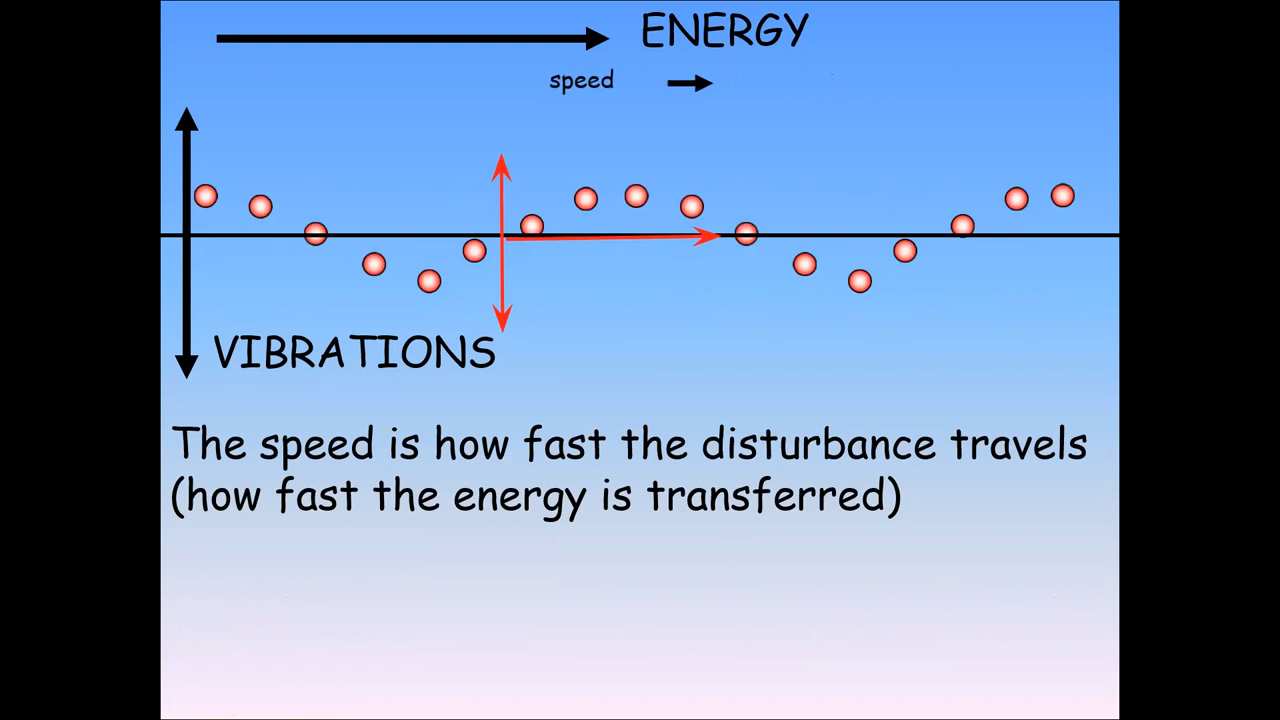 ENERGY
speed
VIBRATIONS
The speed is how fast the disturbance travels
(how fast the energy is transferred)